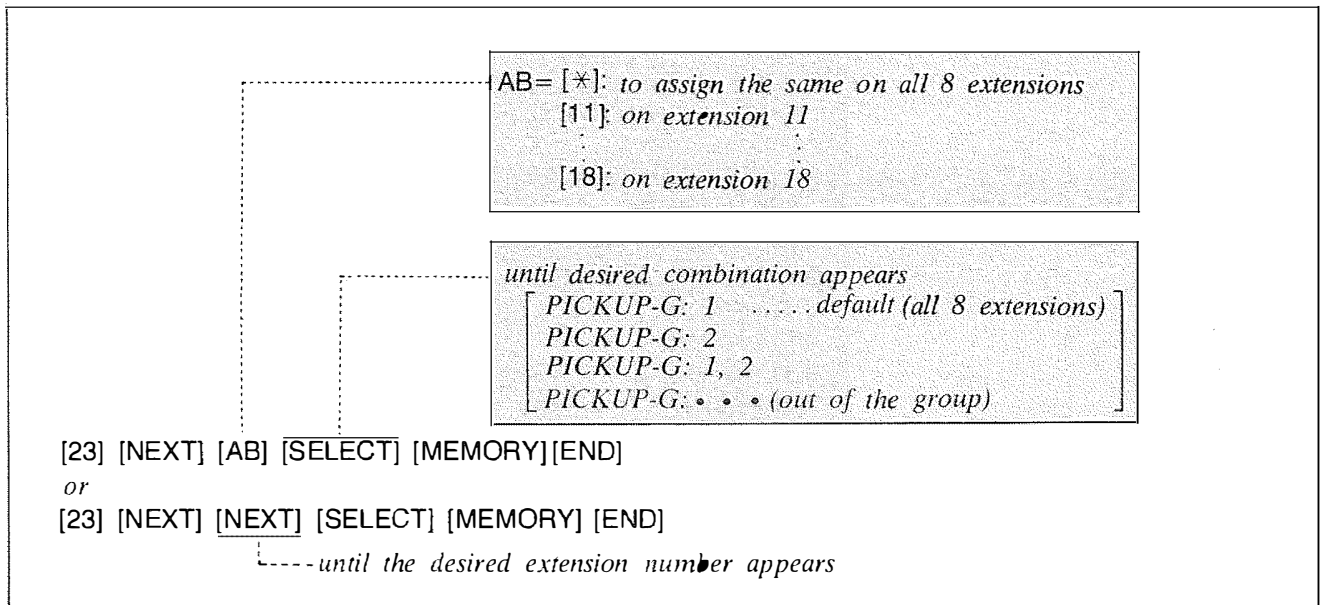 AB= [*]: to assign the same on all 8 extensions
[11]: on extension 11
[18]: on extension 18
until desired combination appears
PICKUP-G: 1 ..... default (all 8 extensions)
PICKUP-G: 2
PICKUP-G: 1, 2
PICKUP-G: • • • (out of the group)
[23] [NEXT] [AB] [SELECT] [MEMORY] [END]
or
[23] [NEXT] [NEXT] [SELECT] [MEMORY] [END]
until the desired extension number appears